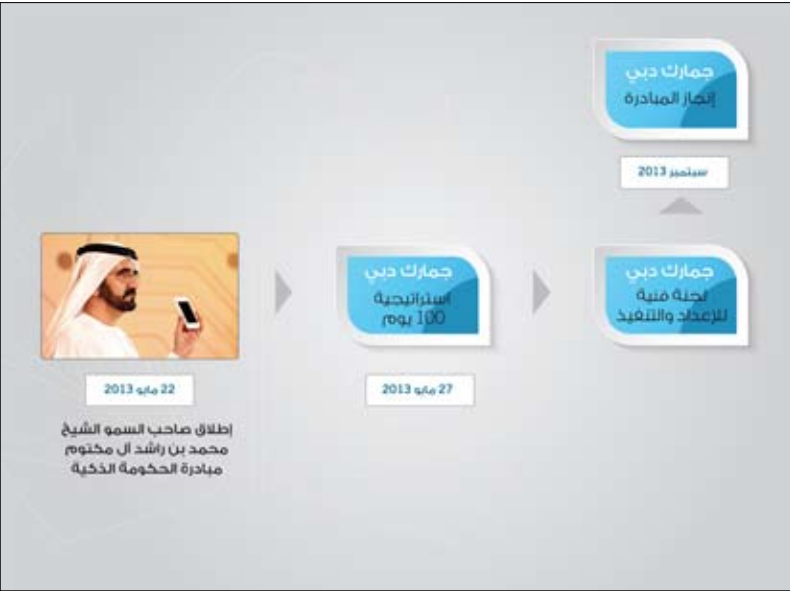 جمارك دبي
إنجاز المبادرة
سبتمبر 2013
جمارك دبي
لجنة فنية
للإعداد والتنفيذ
جمارك دبي
استراتيجية
100 يوم
27 مايو 2013
22 مايو 2013
إطلاق صاحب السمو الشيخ
محمد بن راشد آل مكتوم
مبادرة الحكومة الذكية